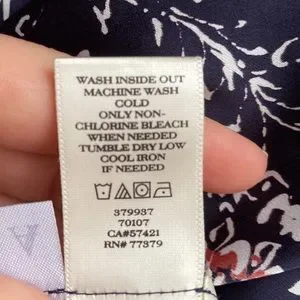 WASH INSIDE OUT
MACHINE WASH
COLD
ONLY NON-
CHLORINE BLEACH
WHEN NEEDED
TUMBLE DRY LOW
COOL IRON
IF NEEDED
379937
70107
CA#57421
RN# 77379